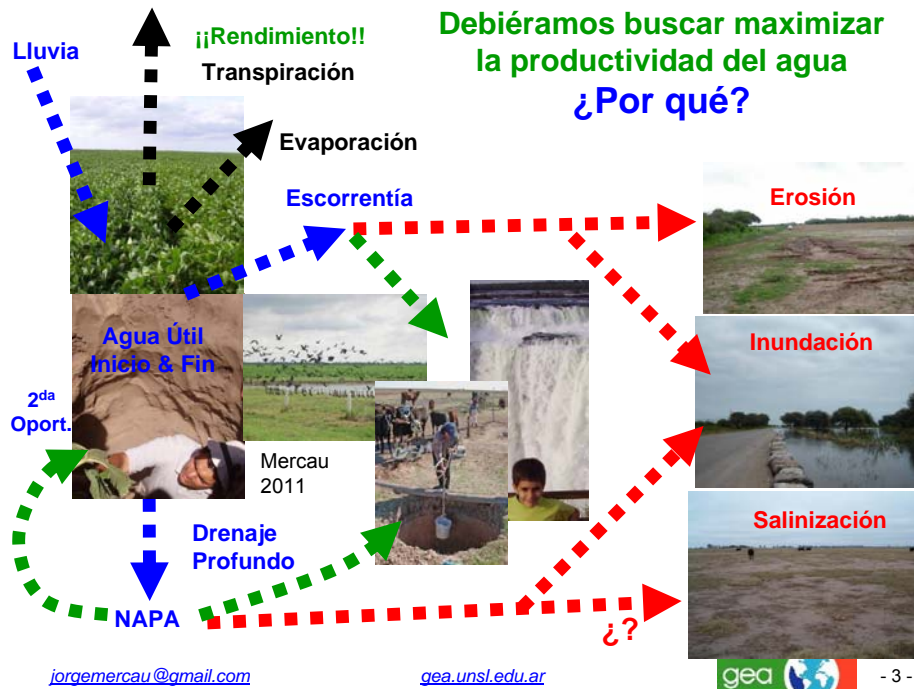 Debiéramos buscar maximizar
la productividad del agua
¿Por qué?
¡¡Rendimiento!!
Lluvia
Transpiración
Evaporación
Escorrentía
Erosión
Agua Útil
Inicio & Fin
Inundación
2da
Oport.
Mercau
2011
Salinización
Drenaje
Profundo
NAPA
¿?
jorgemercau@gmail.com
gea.unsl.edu.ar
gea
- 3 -